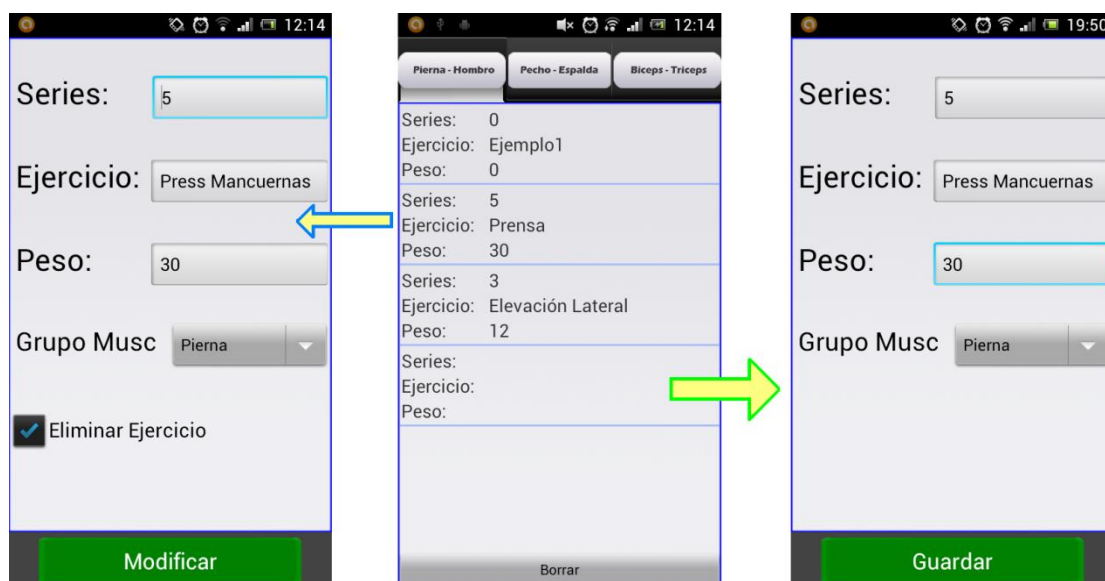 12:14
Series: 5
Ejercicio: Press Mancuernas
Peso: 30
Grupo Musc Pierna
Eliminar Ejercicio
Modificar
12:14
Pierna - Hombro Pecho - Espalda Biceps - Triceps
Series: 0
Ejercicio: Ejemplo1
Peso: 0
Series: 5
Ejercicio: Prensa
Peso: 30
Series: 3
Ejercicio: Elevación Lateral
Peso: 12
Series:
Ejercicio:
Peso:
Borrar
19:50
Series: 5
Ejercicio: Press Mancuernas
Peso: 30
Grupo Musc Pierna
Guardar